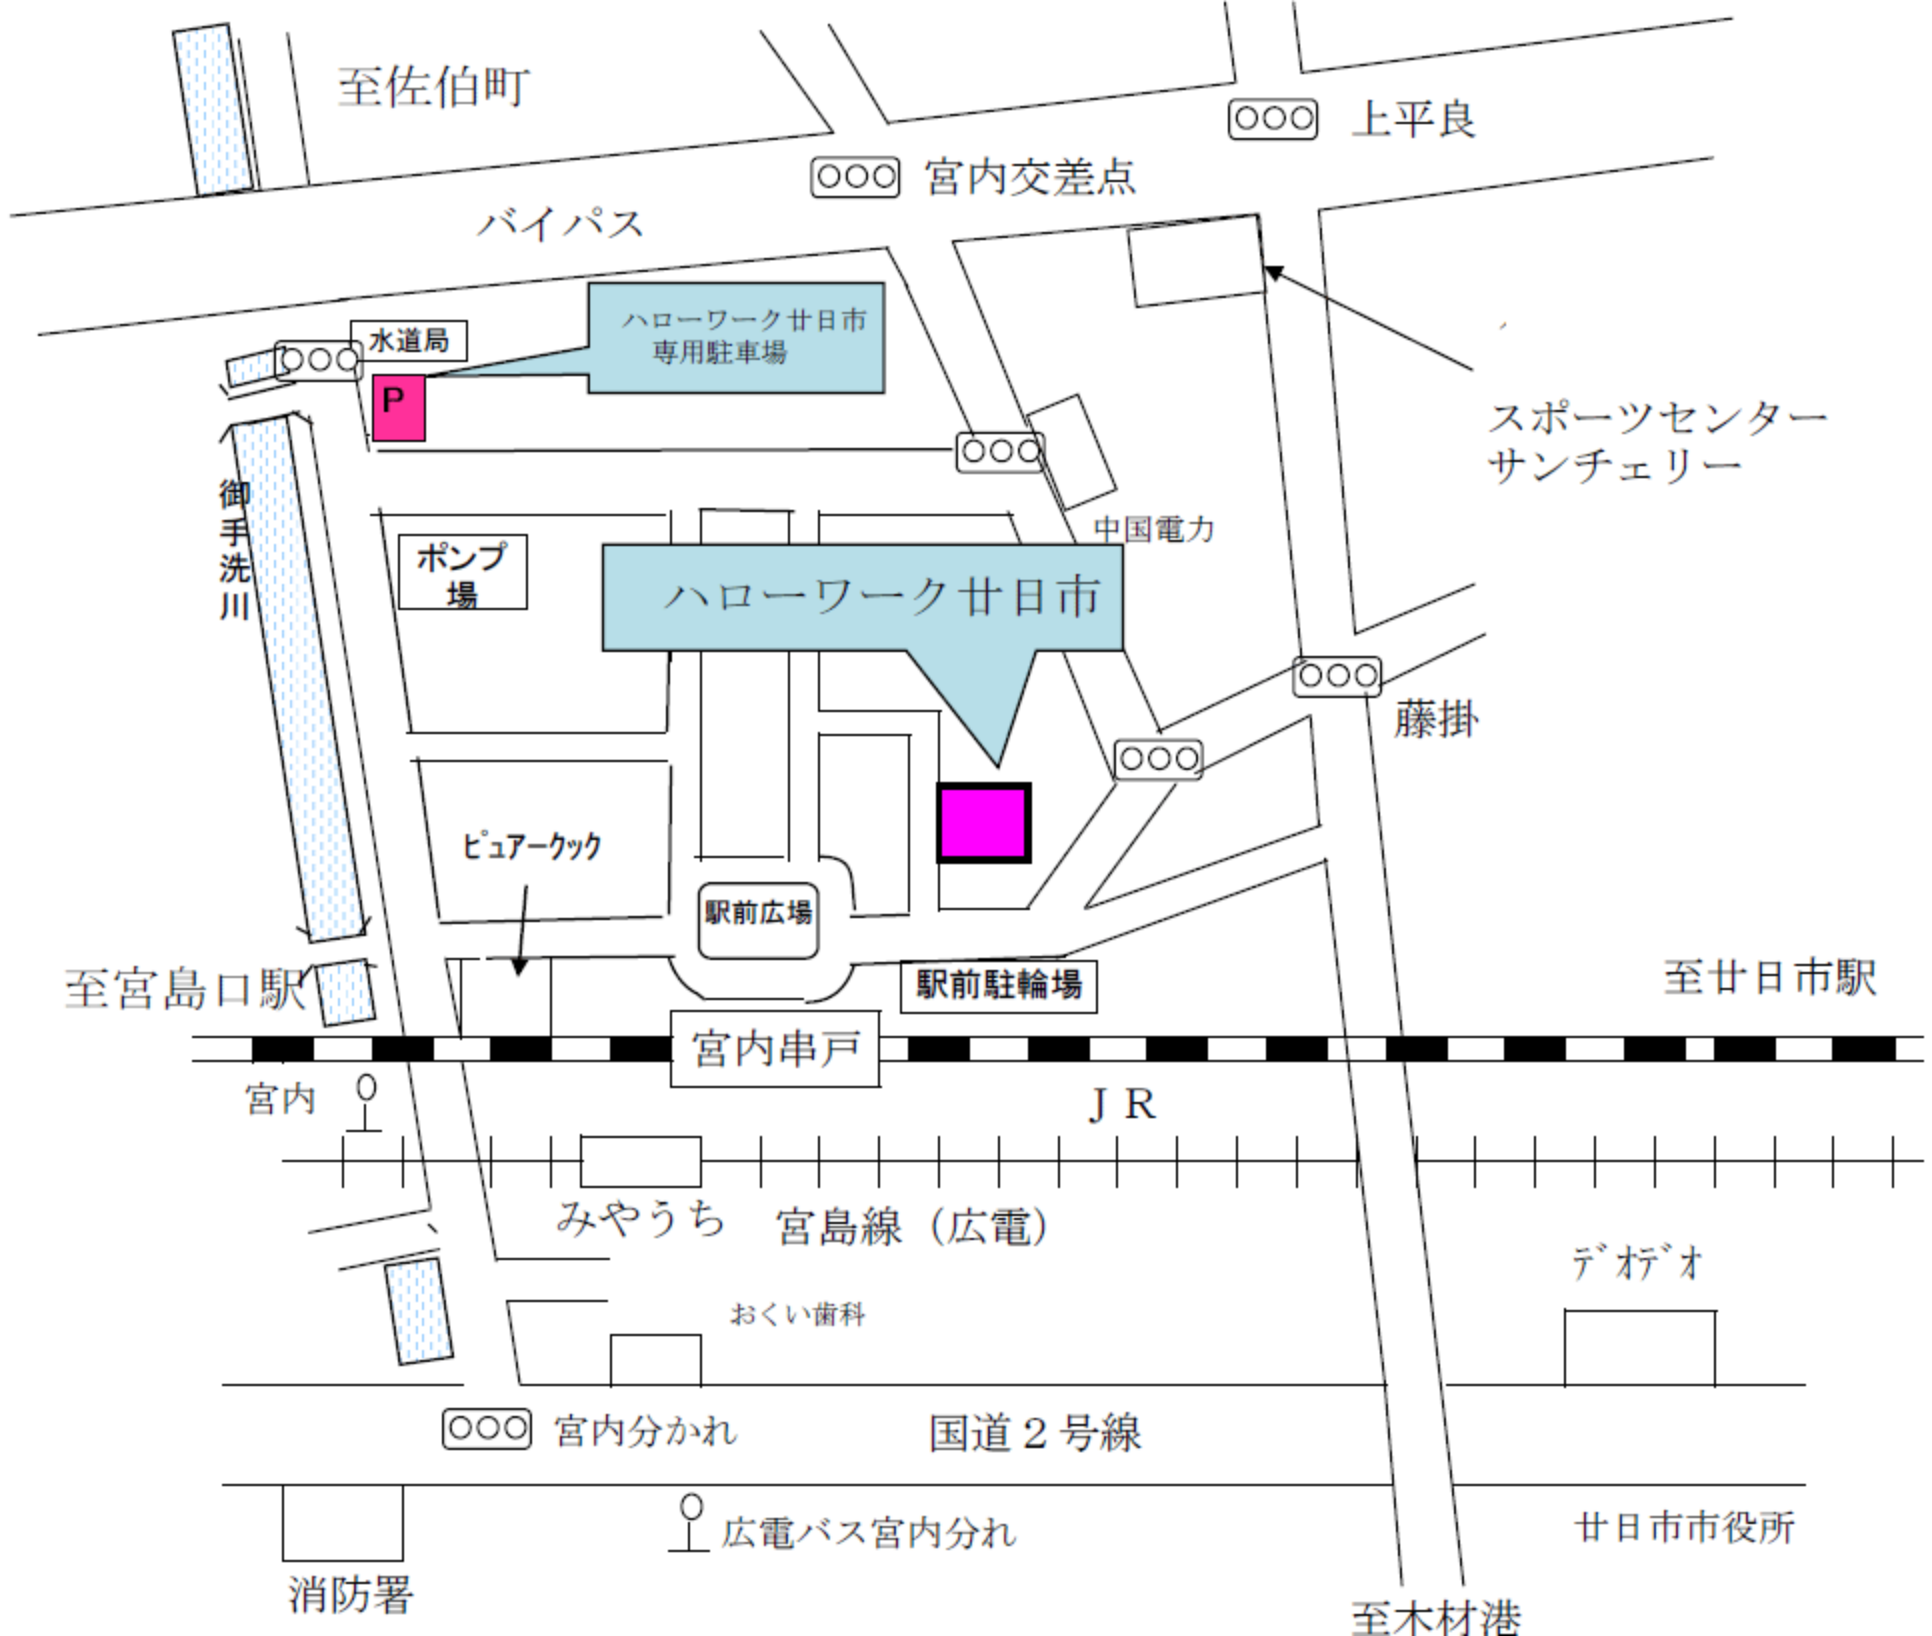 至佐伯町
上平良
宮内交差点
バイパス
ハローワーク廿日市
専用駐車場
水道局
P
スポーツセンター
サンチェリー
御
手
洗
川
中国電力
ポンプ
場
ハローワーク廿日市
藤掛
ピュアークック
駅前広場
至宮島口駅
駅前駐輪場
至廿日市駅
宮内串戸
宮内
ＪＲ
みやうち
宮島線（広電）
デオデオ
おくい歯科
宮内分かれ
国道２号線
広電バス宮内分れ
廿日市市役所
消防署
至木材港